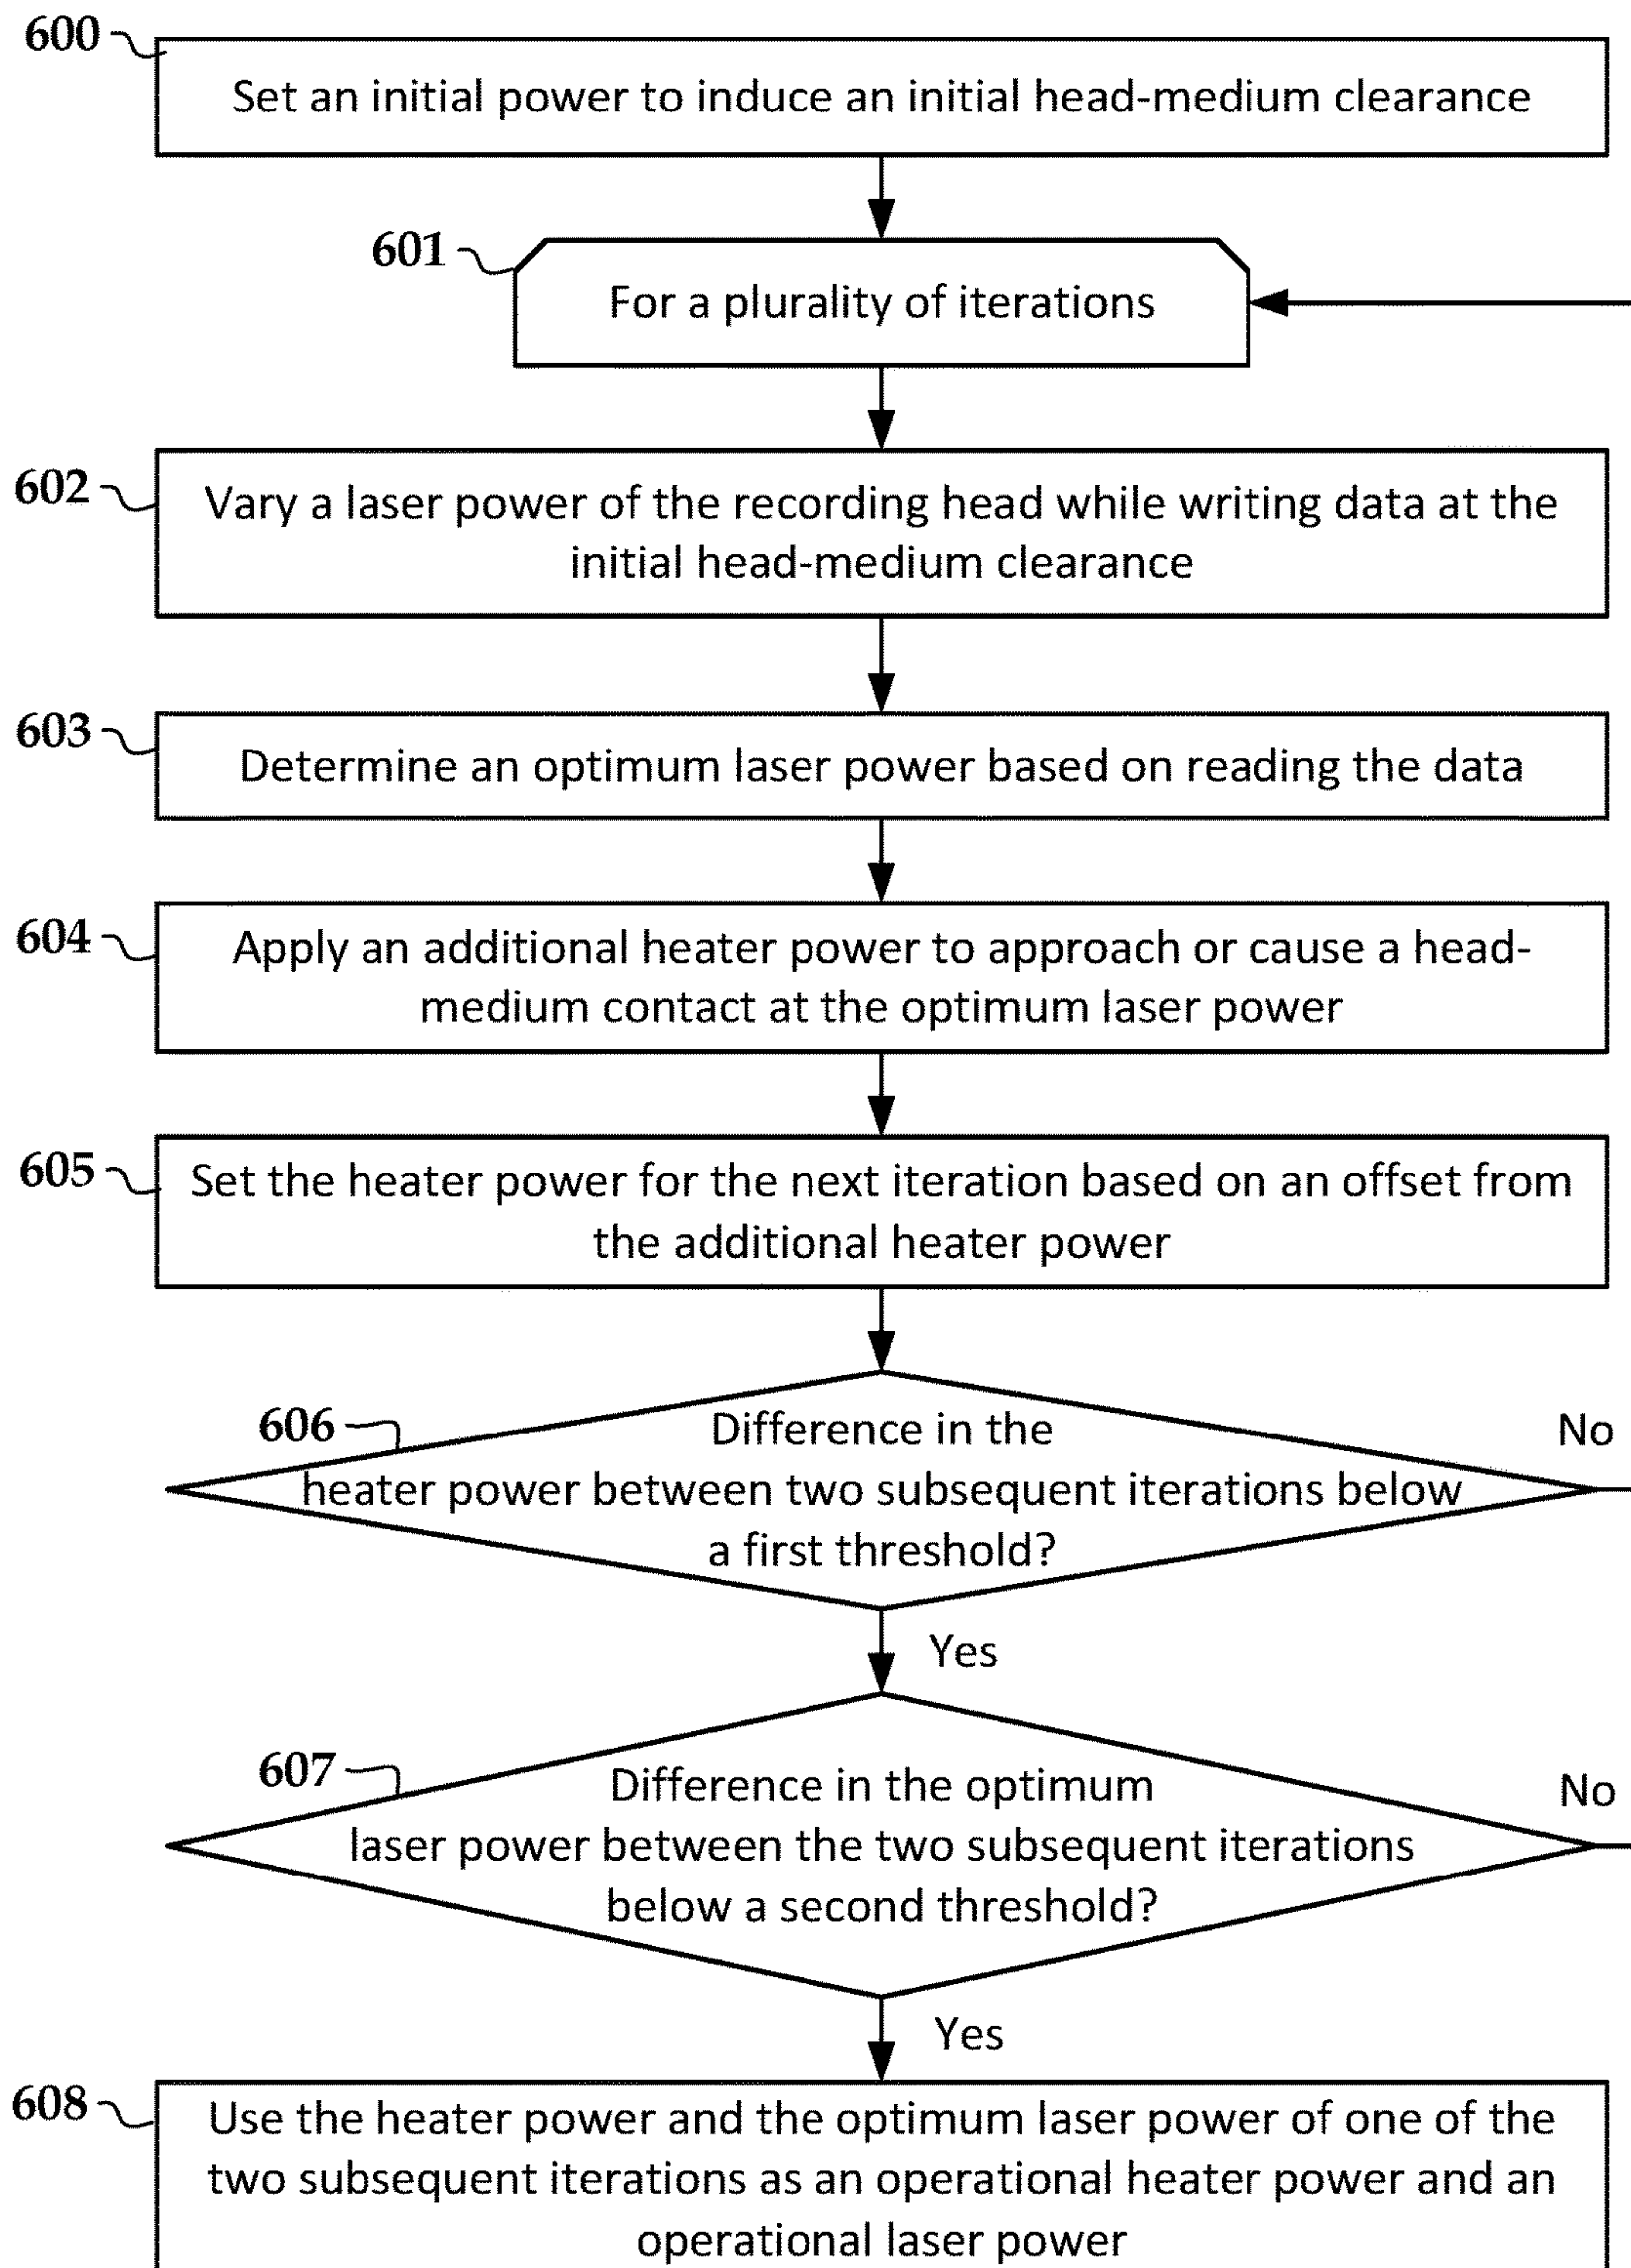 600
Set an initial power to induce an initial head-medium clearance
601
For a plurality of iterations
602
Vary a laser power of the recording head while writing data at the
initial head-medium clearance
603
Determine an optimum laser power based on reading the data
604
Apply an additional heater power to approach or cause a head-
medium contact at the optimum laser power
605
Set the heater power for the next iteration based on an offset from
the additional heater power
606
Difference in the
heater power between two subsequent iterations below
a first threshold?
No
Yes
607
Difference in the optimum
laser power between the two subsequent iterations
below a second threshold?
No
Yes
608
Use the heater power and the optimum laser power of one of the
two subsequent iterations as an operational heater power and an
operational laser power